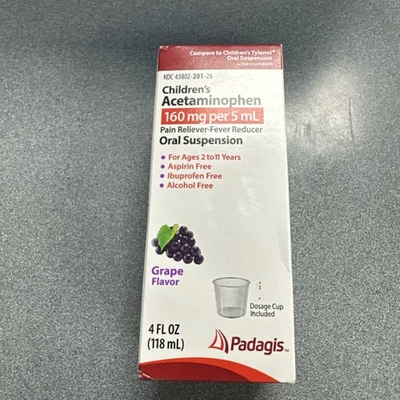 Compare to Children's Tylenol®
Oral Suspension
NDC 45802-201-26
Children's
Acetaminophen
160 mg per 5 mL
Pain Reliever-Fever Reducer
Oral Suspension
• For Ages 2 to 11 Years
• Aspirin Free
• Ibuprofen Free
• Alcohol Free
Grape
Flavor
Dosage Cup
Included
4 FL OZ
(118 mL)
Padagis™